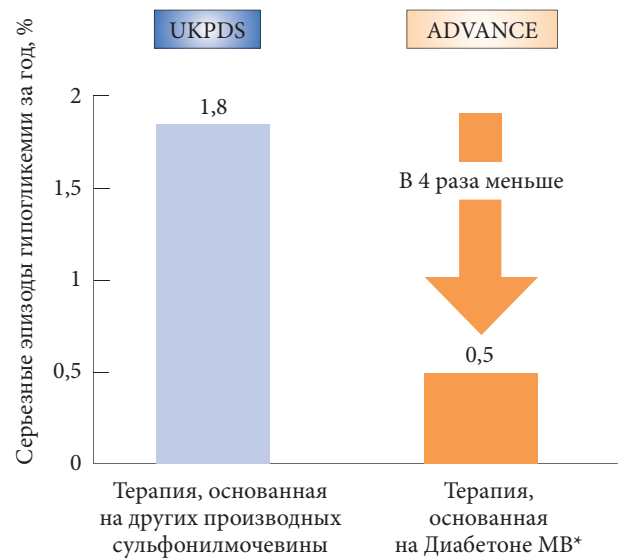 UKPDS
ADVANCE
Серьезные эпизоды гипогликемии за год, %
2
1,5
1
0,5
0
1,8
В 4 раза меньше
0,5
Терапия, основанная
на других производных
сульфонилмочевины
Терапия,
основанная
на Диабетоне МВ*